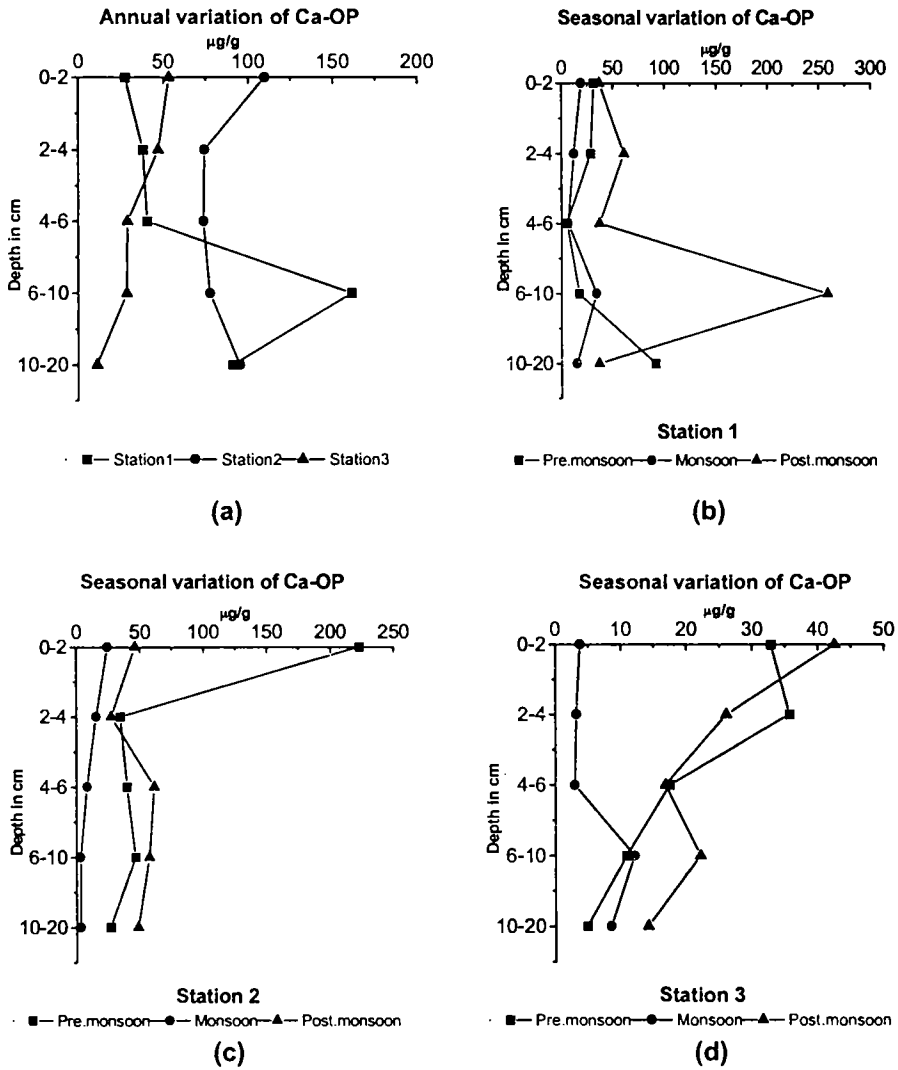 Annual variation of Ca-OP
µg/g
0 50 100 150 200
0-2
2-4
4-6
6-10
10-20
Depth in cm
Station1 Station2 Station3
(a)
Seasonal variation of Ca-OP
µg/g
0 50 100 150 200 250 300
0-2
2-4
4-6
6-10
10-20
Depth in cm
Station 1
Pre.monsoon Monsoon Post.monsoon
(b)
Seasonal variation of Ca-OP
µg/g
0 50 100 150 200 250
0-2
2-4
4-6
6-10
10-20
Depth in cm
Station 2
Pre.monsoon Monsoon Post.monsoon
(c)
Seasonal variation of Ca-OP
µg/g
0 10 20 30 40 50
0-2
2-4
4-6
6-10
10-20
Depth in cm
Station 3
Pre.monsoon Monsoon Post.monsoon
(d)